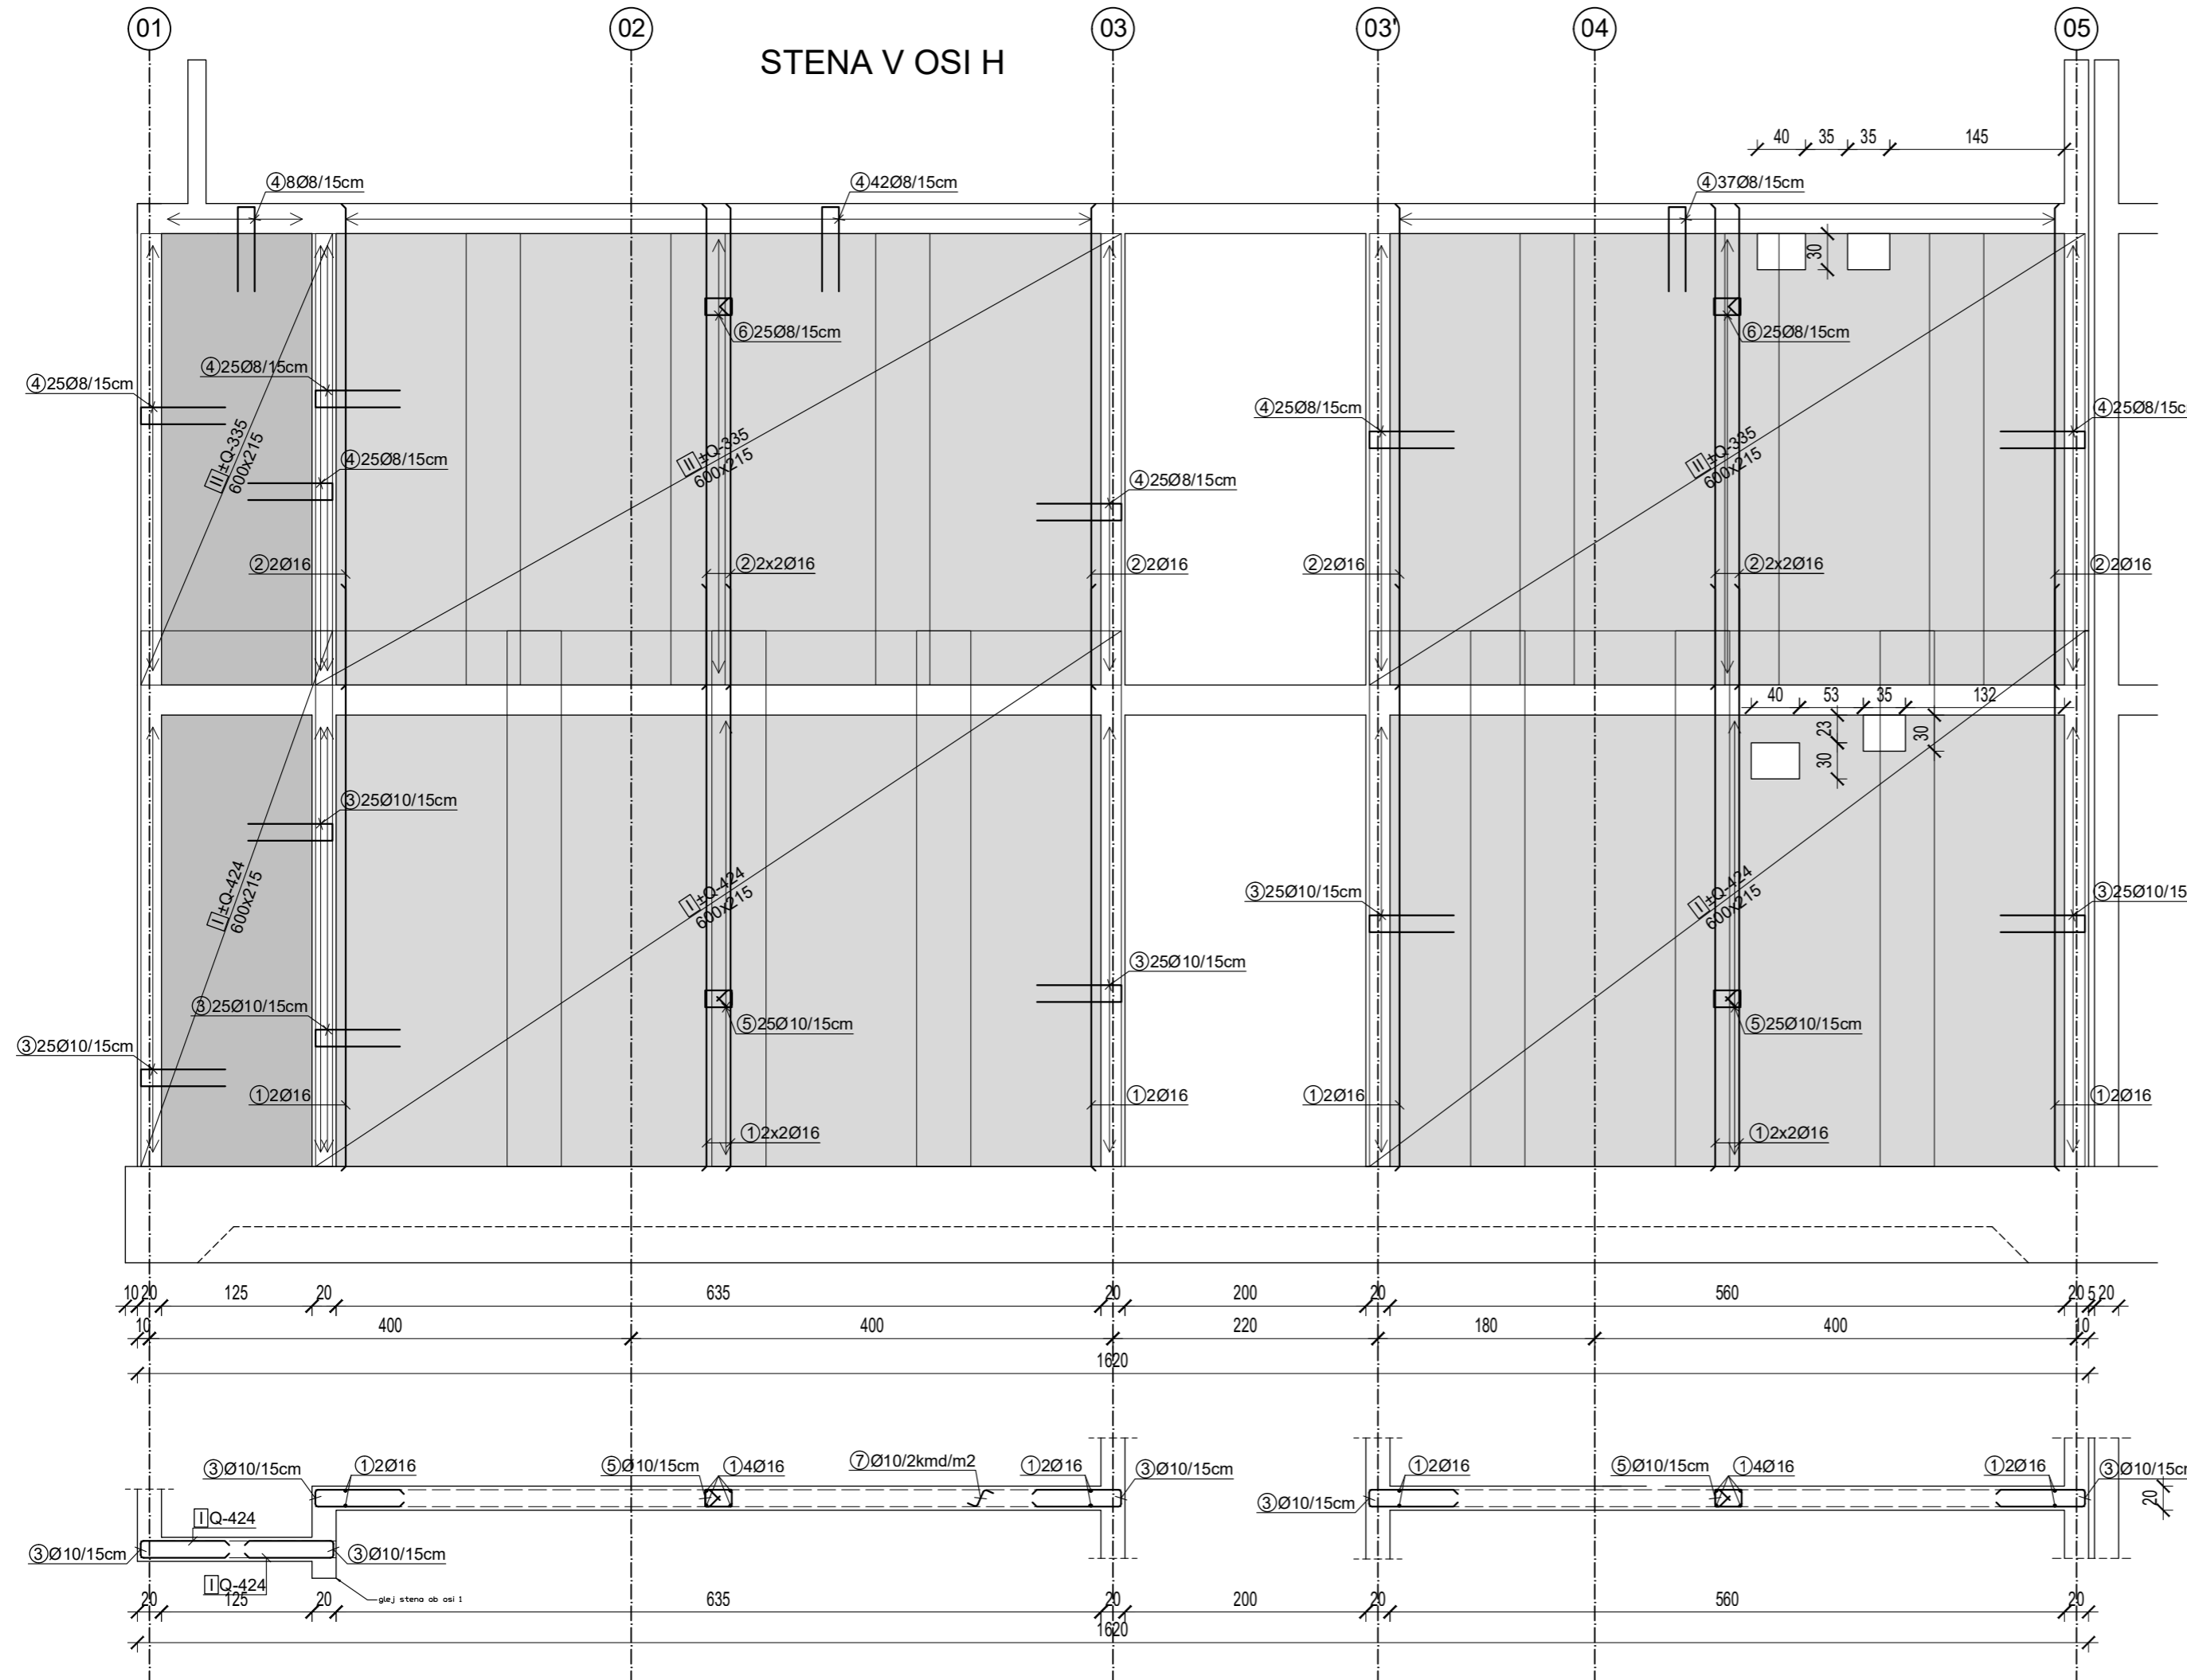 01 02 03 03' 04 05
STENA V OSI H
40 35 35 145
④8Ø8/15cm ④42Ø8/15cm ④37Ø8/15cm
30
⑥25Ø8/15cm ⑥25Ø8/15cm
④25Ø8/15cm
④25Ø8/15cm
④25Ø8/15cm ④25Ø8/15c
II±Q-335
600x215
II±Q-335
600x215
II±Q-335
600x215
④25Ø8/15cm
④25Ø8/15cm
②2Ø16 ②2x2Ø16 ②2Ø16 ②2Ø16 ②2x2Ø16 ②2Ø16
40 53 35 132
23
30
30
③25Ø10/15cm
I±Q-424
600x215
I±Q-424
600x215
I±Q-424
600x215
③25Ø10/15cm ③25Ø10/15
③25Ø10/15cm
③25Ø10/15cm
⑤25Ø10/15cm ⑤25Ø10/15cm
③25Ø10/15cm
①2Ø16 ①2Ø16 ①2Ø16 ①2Ø16
①2x2Ø16 ①2x2Ø16
10 20 125 20 635 20 200 20 560 20 5 20
10 400 400 220 180 400 10
1620
③Ø10/15cm ①2Ø16 ⑤Ø10/15cm ①4Ø16 ⑦Ø10/2kmd/m2 ①2Ø16 ③Ø10/15cm ①2Ø16 ⑤Ø10/15cm ①4Ø16 ①2Ø16 ③Ø10/15c
③Ø10/15cm
20
I Q-424
③Ø10/15cm ③Ø10/15cm
I Q-424
glej stena ob osi 1
20 125 20 635 20 200 20 560 20
1620